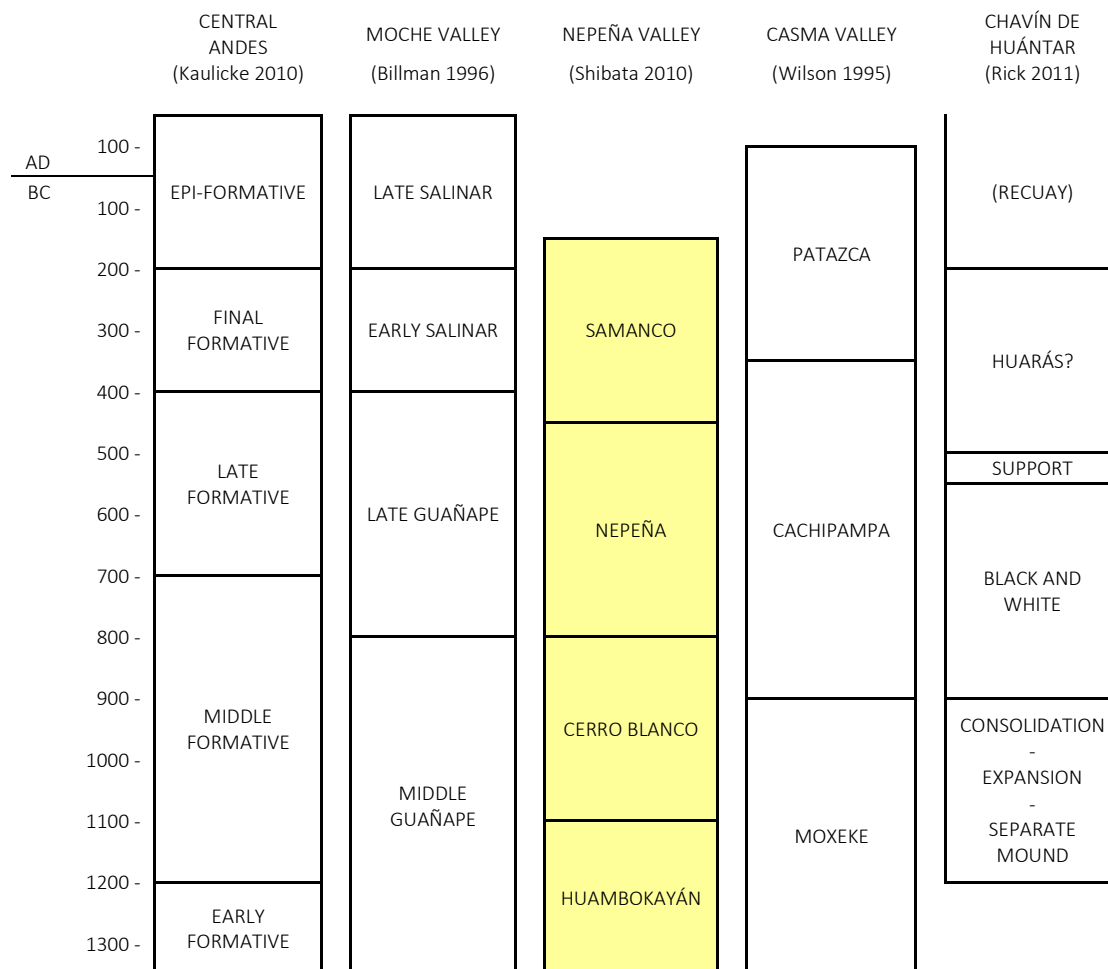 CENTRAL
ANDES
(Kaulicke 2010)
MOCHE VALLEY
(Billman 1996)
NEPEÑA VALLEY
(Shibata 2010)
CASMA VALLEY
(Wilson 1995)
CHAVÍN DE
HUÁNTAR
(Rick 2011)
AD
BC
100 -
100 -
200 -
300 -
400 -
500 -
600 -
700 -
800 -
900 -
1000 -
1100 -
1200 -
1300 -
EPI-FORMATIVE
FINAL
FORMATIVE
LATE
FORMATIVE
MIDDLE
FORMATIVE
EARLY
FORMATIVE
LATE SALINAR
EARLY SALINAR
LATE GUAÑAPE
MIDDLE
GUAÑAPE
SAMANCO
NEPEÑA
CERRO BLANCO
HUAMBOKAYÁN
PATAZCA
CACHIPAMPA
MOXEKE
(RECUAY)
HUARÁS?
SUPPORT
BLACK AND
WHITE
CONSOLIDATION
-
EXPANSION
-
SEPARATE
MOUND